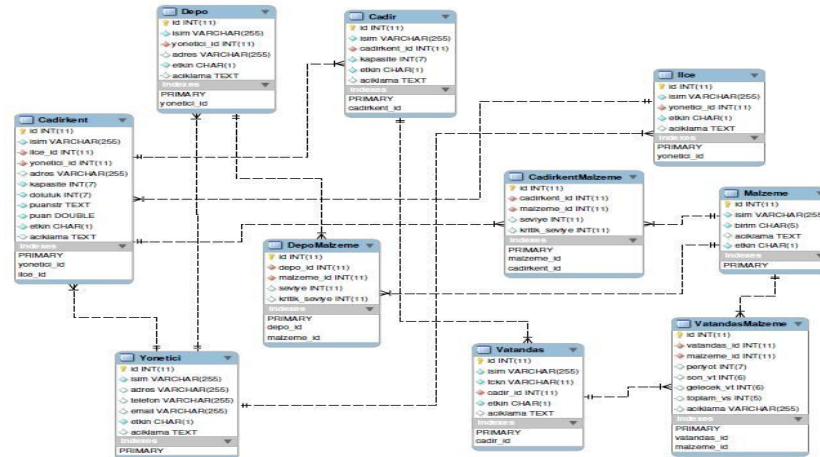 Depo
id INT(11)
isim VARCHAR(255)
yonetici_id INT(11)
adres VARCHAR(255)
etkin CHAR(1)
aciklama TEXT
Indexes
PRIMARY
yonetici_id
Cadir
id INT(11)
isim VARCHAR(255)
cadirkent_id INT(11)
kapasite INT(7)
etkin CHAR(1)
aciklama TEXT
Indexes
PRIMARY
cadirkent_id
Ilce
id INT(11)
isim VARCHAR(255)
yonetici_id INT(11)
etkin CHAR(1)
aciklama TEXT
Indexes
PRIMARY
yonetici_id
Cadirkent
id INT(11)
isim VARCHAR(255)
ilce_id INT(11)
yonetici_id INT(11)
adres VARCHAR(255)
kapasite INT(7)
doluluk INT(7)
puanstr TEXT
puan DOUBLE
etkin CHAR(1)
aciklama TEXT
Indexes
PRIMARY
yonetici_id
ilce_id
CadirkentMalzeme
id INT(11)
cadirkent_id INT(11)
malzeme_id INT(11)
seviye INT(11)
kritik_seviye INT(11)
Indexes
PRIMARY
malzeme_id
cadirkent_id
Malzeme
id INT(11)
isim VARCHAR(255)
birim CHAR(5)
aciklama TEXT
etkin CHAR(1)
Indexes
PRIMARY
DepoMalzeme
id INT(11)
depo_id INT(11)
malzeme_id INT(11)
seviye INT(11)
kritik_seviye INT(11)
Indexes
PRIMARY
depo_id
malzeme_id
Yonetici
id INT(11)
isim VARCHAR(255)
adres VARCHAR(255)
telefon VARCHAR(255)
email VARCHAR(255)
etkin CHAR(1)
aciklama TEXT
Indexes
PRIMARY
Vatandas
id INT(11)
isim VARCHAR(255)
tckn VARCHAR(11)
cadir_id INT(11)
etkin CHAR(1)
aciklama TEXT
Indexes
PRIMARY
cadir_id
VatandasMalzeme
id INT(11)
vatandas_id INT(11)
malzeme_id INT(11)
periyot INT(7)
son_vt INT(6)
gelecek_vt INT(6)
toplam_vs INT(5)
aciklama VARCHAR(255)
Indexes
PRIMARY
vatandas_id
malzeme_id